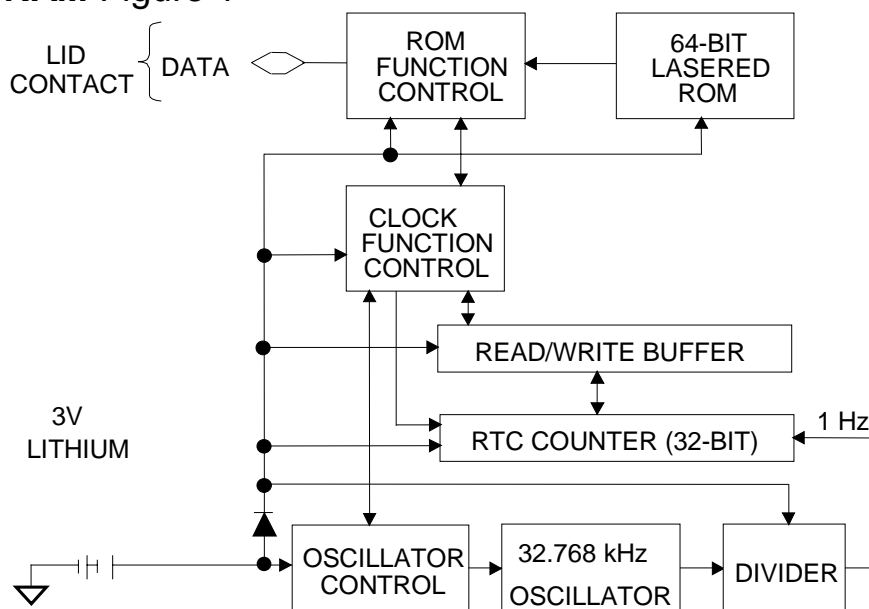 LID
CONTACT
DATA
ROM
FUNCTION
CONTROL
64-BIT
LASERED
ROM
CLOCK
FUNCTION
CONTROL
READ/WRITE BUFFER
3V
LITHIUM
RTC COUNTER (32-BIT)
1 Hz
OSCILLATOR
CONTROL
32.768 kHz
OSCILLATOR
DIVIDER